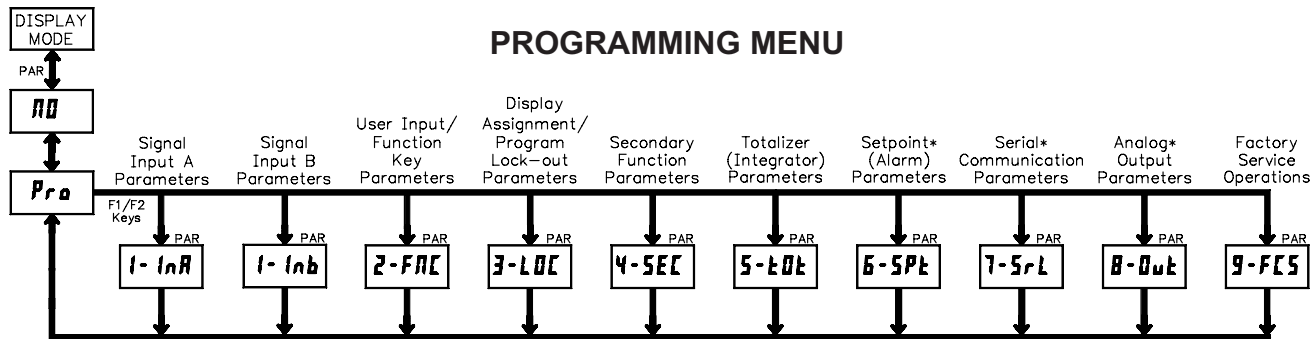 PROGRAMMING MENU
DISPLAY
MODE
PAR
NO
Pro
F1/F2
Keys
Signal
Input A
Parameters
Signal
Input B
Parameters
User Input/
Function
Key
Parameters
Display
Assignment/
Program
Lock-out
Parameters
Secondary
Function
Parameters
Totalizer
(Integrator)
Parameters
Setpoint*
(Alarm)
Parameters
Serial*
Communication
Parameters
Analog*
Output
Parameters
Factory
Service
Operations
PAR
1-InA
PAR
1-Inb
PAR
2-FNC
PAR
3-LOC
PAR
4-SEC
PAR
5-tOt
PAR
6-SPt
PAR
7-SrL
PAR
8-Out
PAR
9-FCS